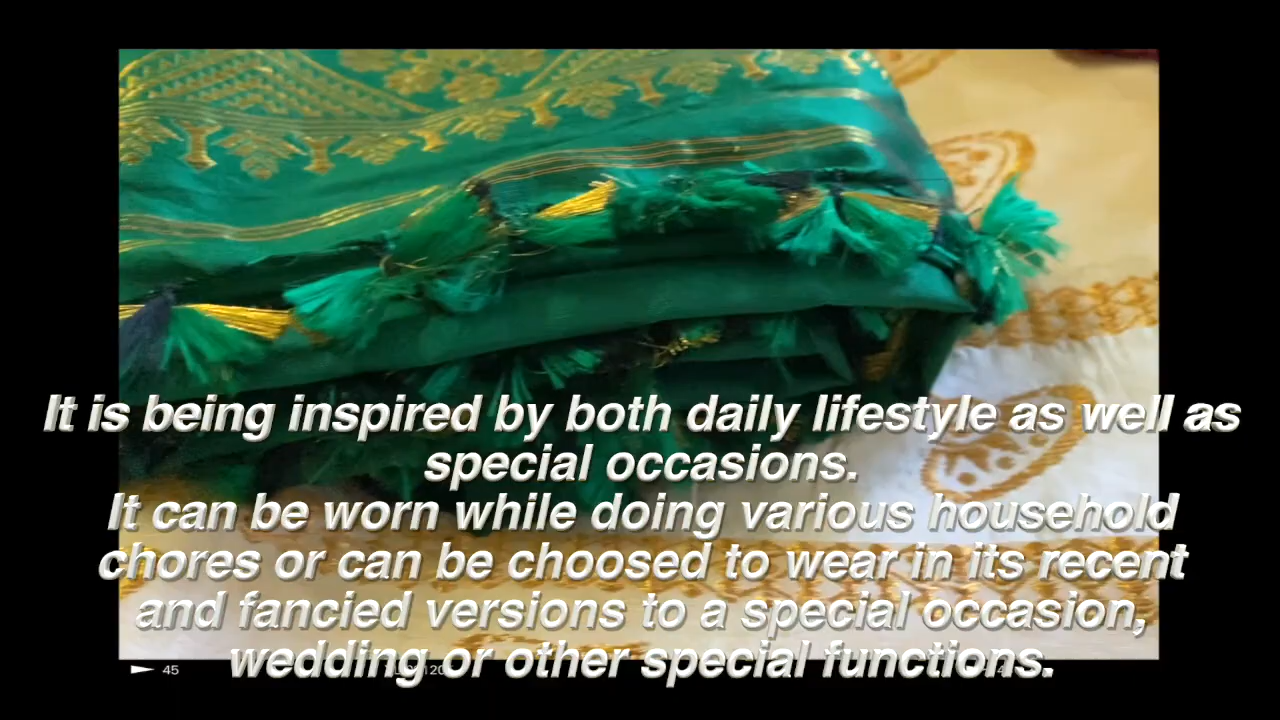 It is being inspired by both daily lifestyle as well as
special occasions.
It can be worn while doing various household
chores or can be choosed to wear in its recent
and fancied versions to a special occasion,
wedding or other special functions.
45